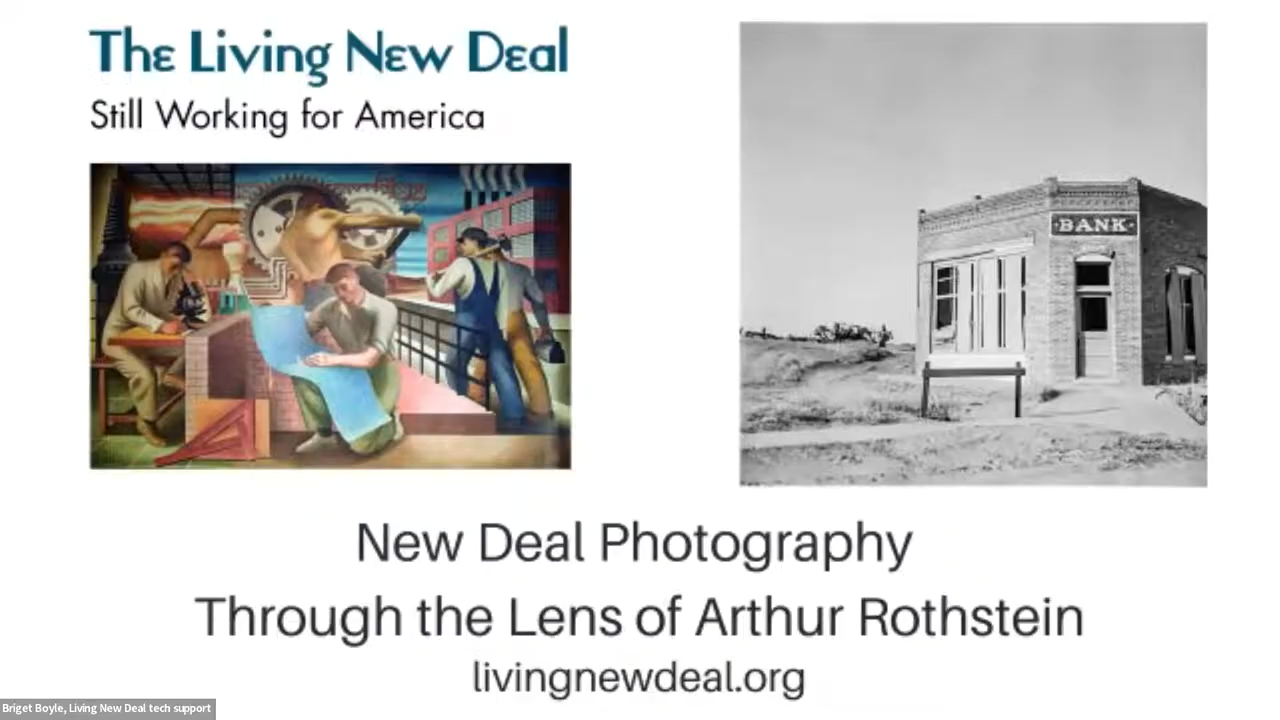 The Living New Deal
Still Working for America
BANK
New Deal Photography
Through the Lens of Arthur Rothstein
livingnewdeal.org
Briget Boyle, Living New Deal tech support